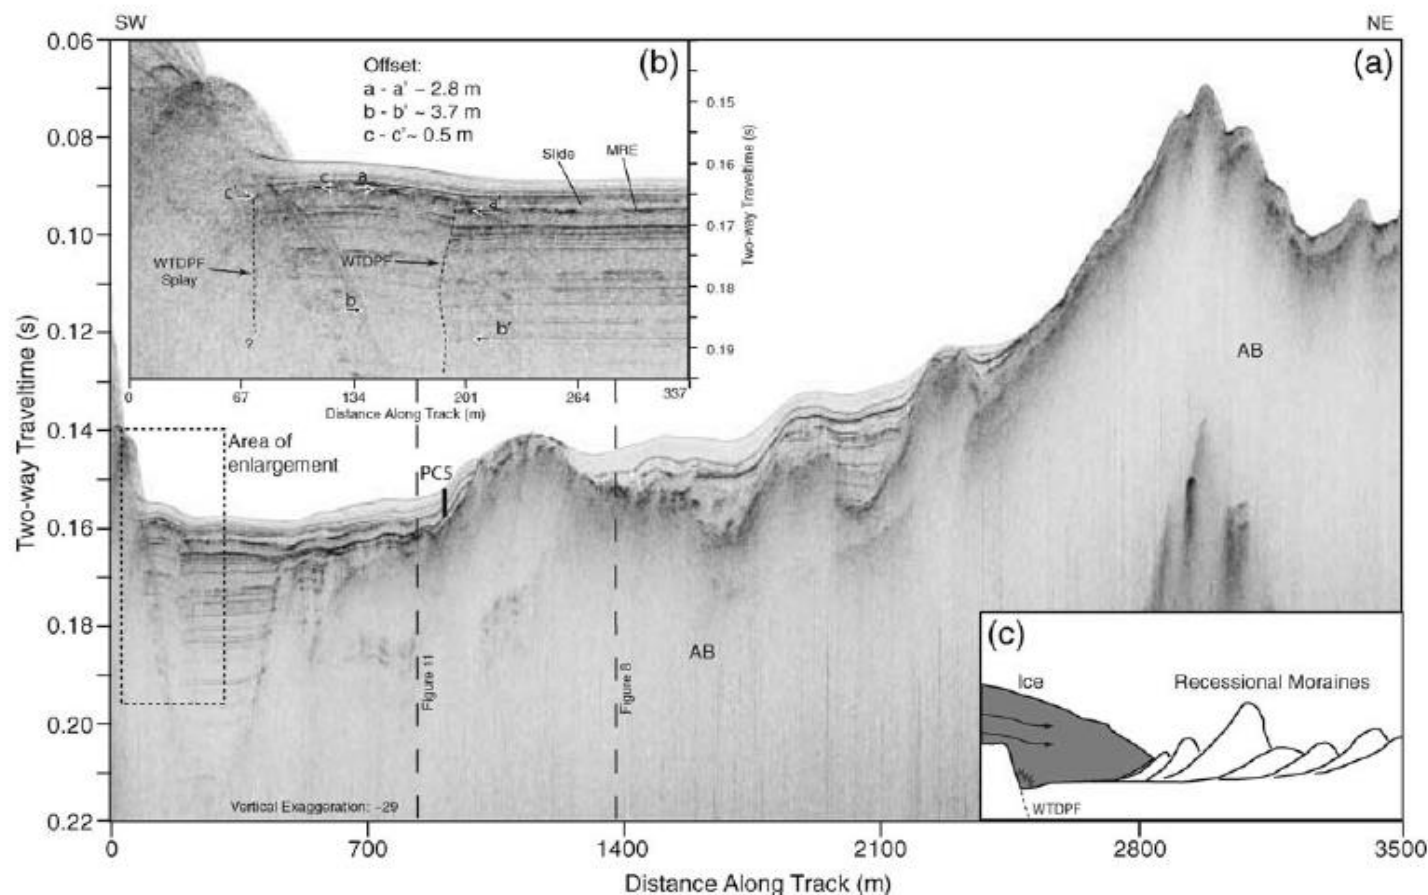 SW
NE
0.06
0.08
0.10
0.12
0.14
0.16
0.18
0.20
0.22
Two-way Traveltime (s)
(a)
(b)
Offset:
a - a' ~ 2.8 m
b - b' ~ 3.7 m
c - c' ~ 0.5 m
Slide
MRE
c
a
c'
a'
WTDPF
Splay
WTDPF
b
b'
?
0.15
0.16
0.17
0.18
0.19
Two-way Traveltime (s)
0
67
134
201
264
337
Distance Along Track (m)
Area of
enlargement
PC5
AB
AB
Figure 11
Figure 8
Vertical Exaggeration: ~29
(c)
Ice
Recessional Moraines
WTDPF
0
700
1400
2100
2800
3500
Distance Along Track (m)